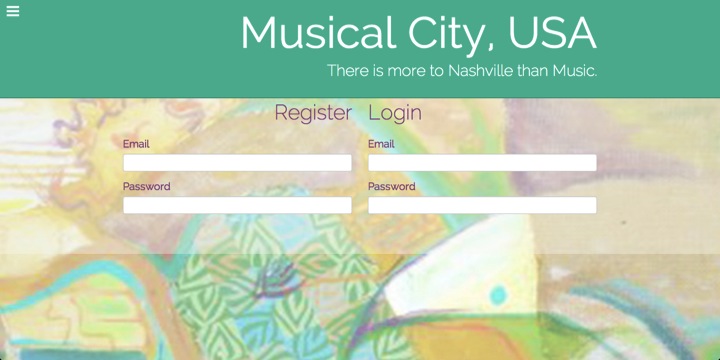 Musical City, USA
There is more to Nashville than Music.
Register Login
Email Email
Password Password